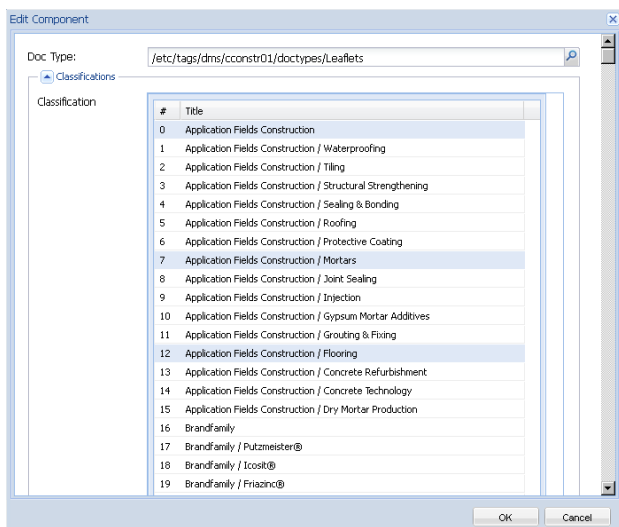 Edit Component
Doc Type: /etc/tags/dms/cconstr01/doctypes/Leaflets
Classifications
Classification
# Title
0 Application Fields Construction
1 Application Fields Construction / Waterproofing
2 Application Fields Construction / Tiling
3 Application Fields Construction / Structural Strengthening
4 Application Fields Construction / Sealing & Bonding
5 Application Fields Construction / Roofing
6 Application Fields Construction / Protective Coating
7 Application Fields Construction / Mortars
8 Application Fields Construction / Joint Sealing
9 Application Fields Construction / Injection
10 Application Fields Construction / Gypsum Mortar Additives
11 Application Fields Construction / Grouting & Fixing
12 Application Fields Construction / Flooring
13 Application Fields Construction / Concrete Refurbishment
14 Application Fields Construction / Concrete Technology
15 Application Fields Construction / Dry Mortar Production
16 Brandfamily
17 Brandfamily / Putzmeister®
18 Brandfamily / Icosit®
19 Brandfamily / Friazinc®
OK Cancel